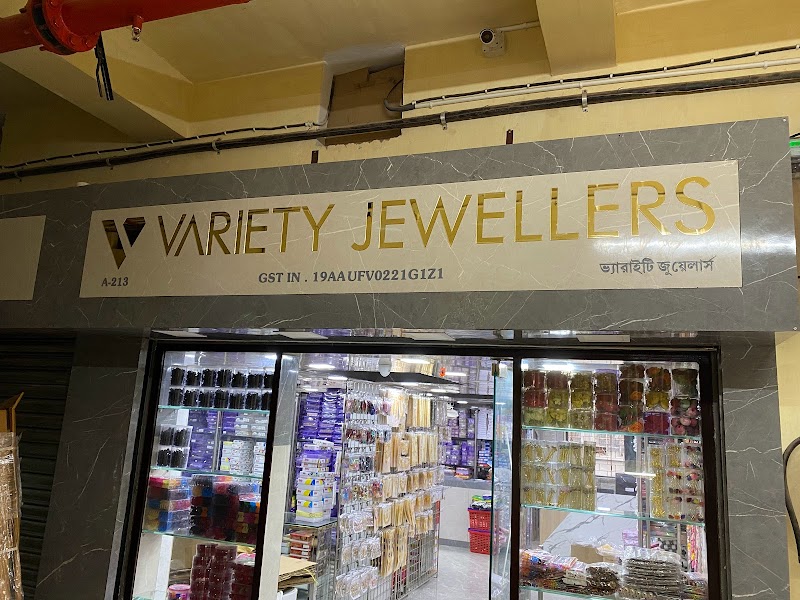 VARIETY JEWELLERS
A-213
GST IN . 19AAUFV0221G1Z1
ভ্যারাইটি জুয়েলার্স